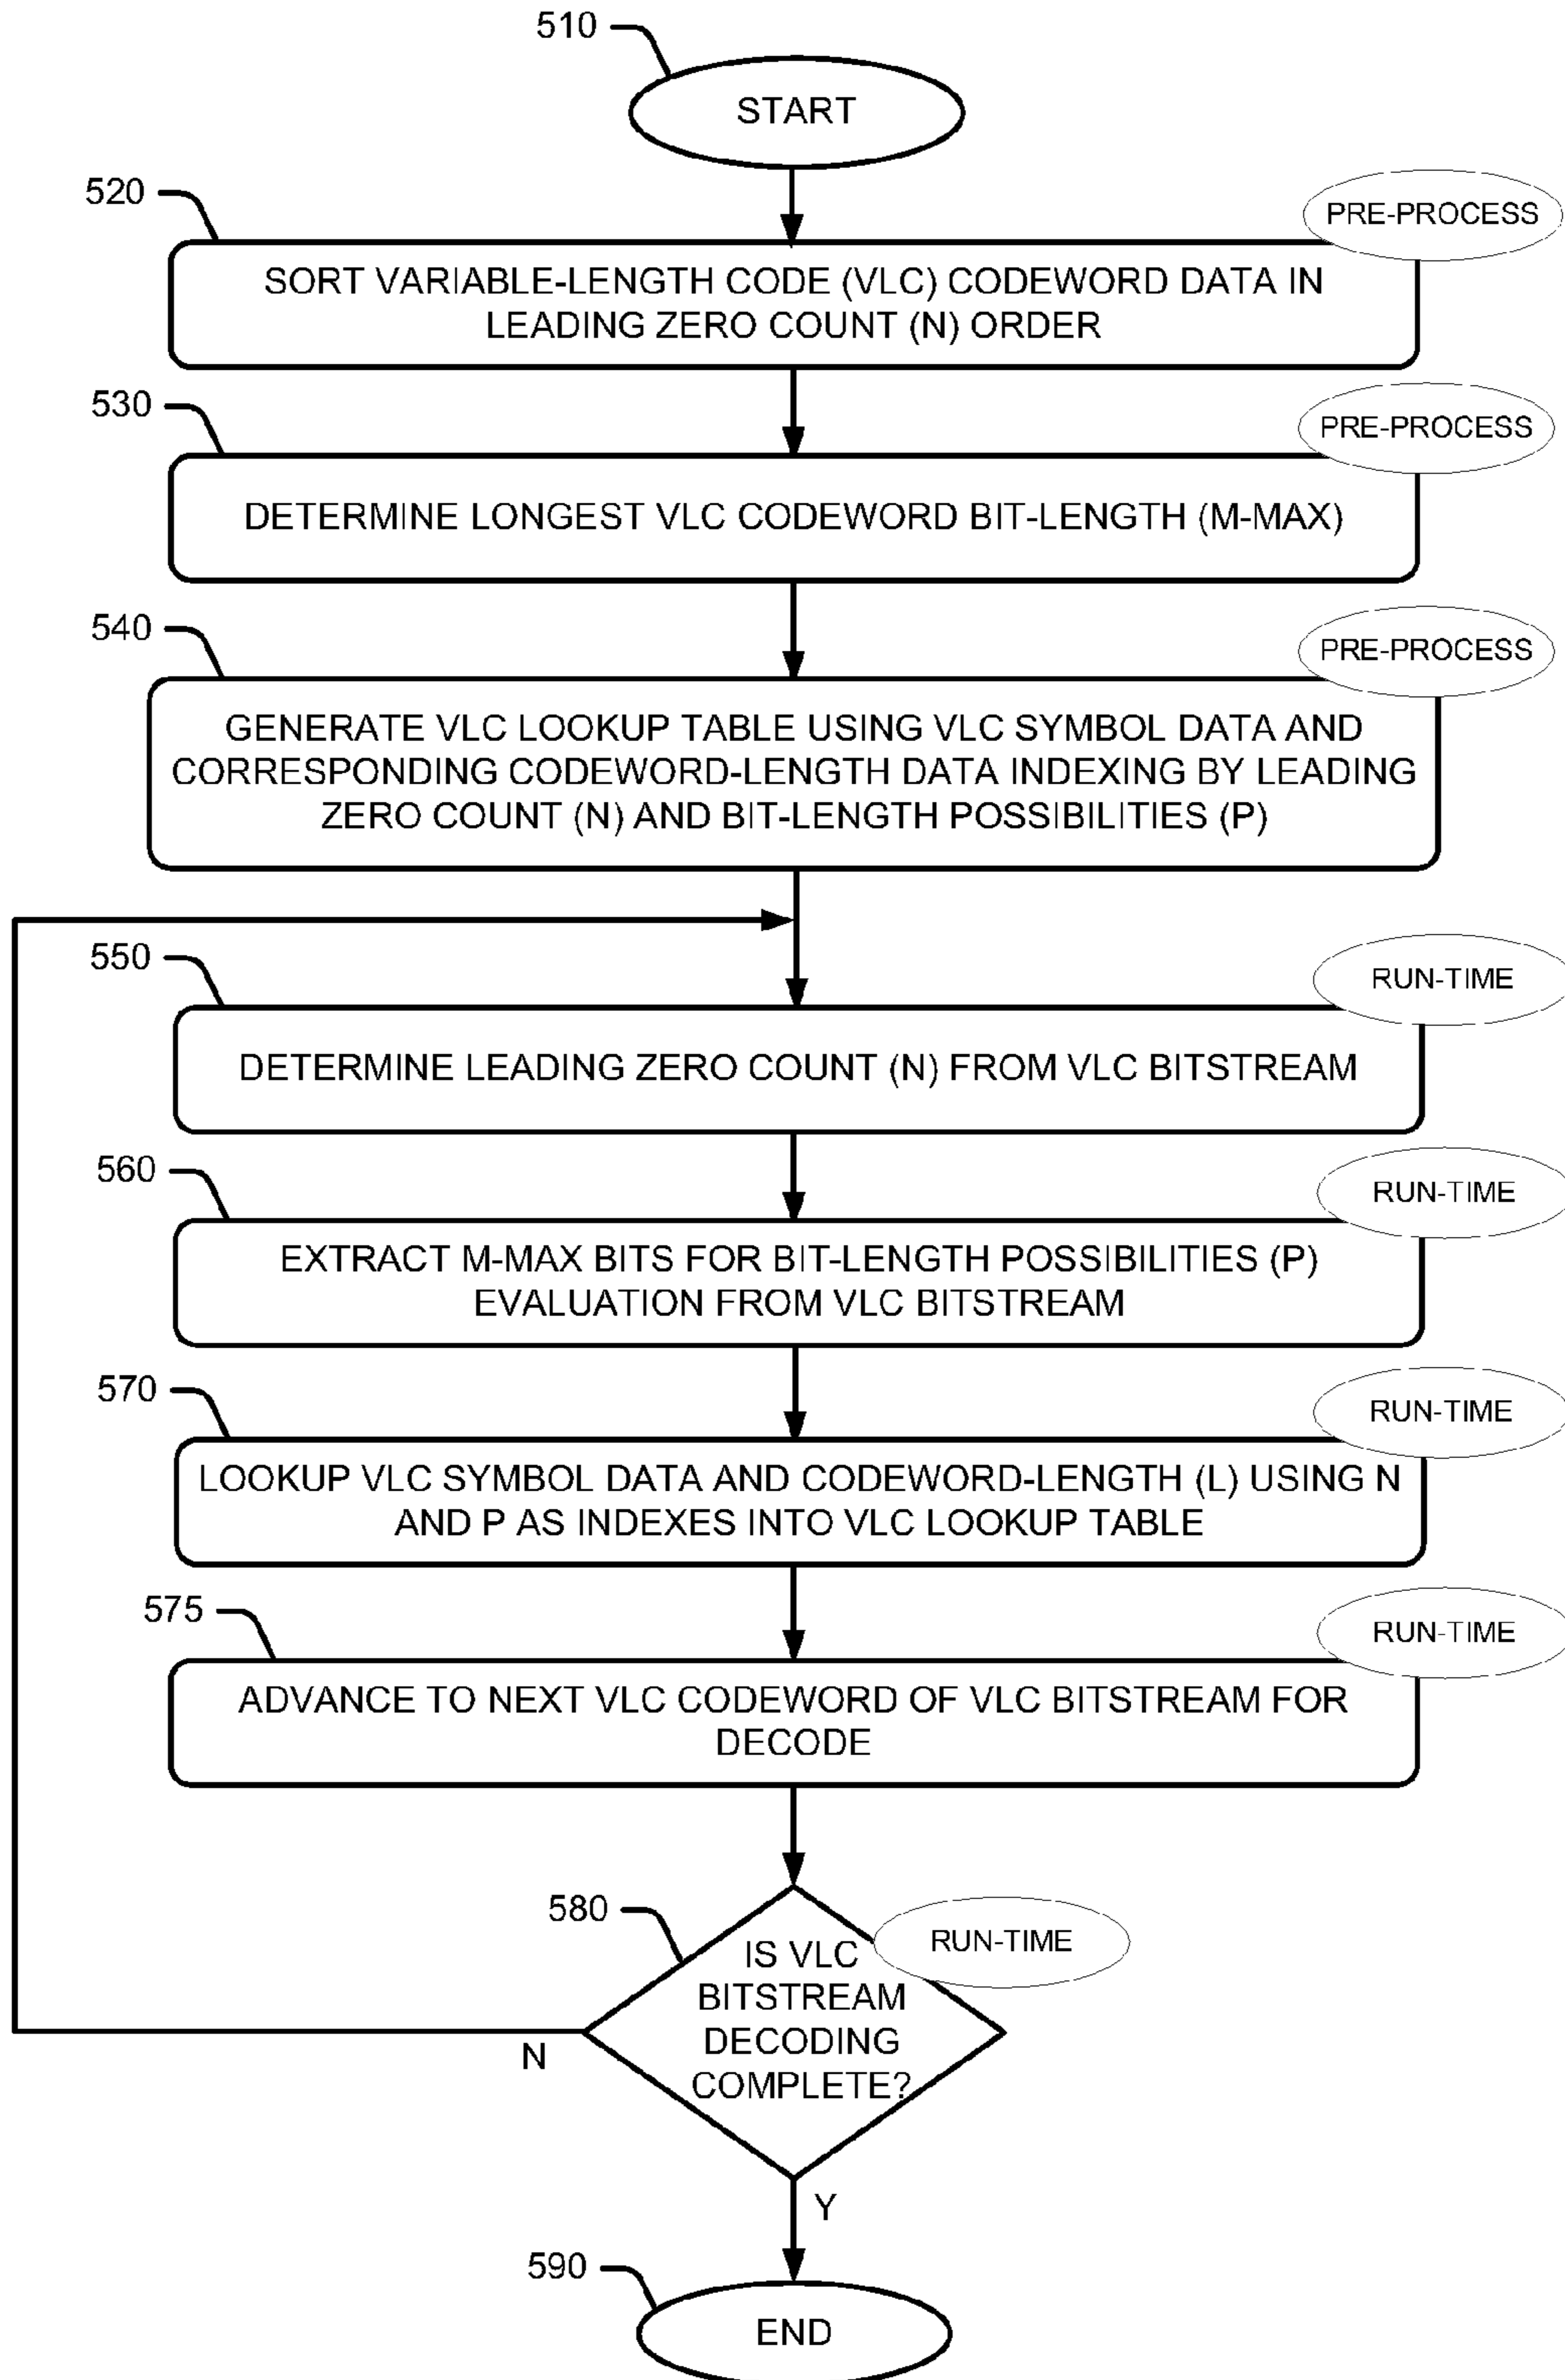 510
START
520
PRE-PROCESS
SORT VARIABLE-LENGTH CODE (VLC) CODEWORD DATA IN
LEADING ZERO COUNT (N) ORDER
530
PRE-PROCESS
DETERMINE LONGEST VLC CODEWORD BIT-LENGTH (M-MAX)
540
PRE-PROCESS
GENERATE VLC LOOKUP TABLE USING VLC SYMBOL DATA AND
CORRESPONDING CODEWORD-LENGTH DATA INDEXING BY LEADING
ZERO COUNT (N) AND BIT-LENGTH POSSIBILITIES (P)
550
RUN-TIME
DETERMINE LEADING ZERO COUNT (N) FROM VLC BITSTREAM
560
RUN-TIME
EXTRACT M-MAX BITS FOR BIT-LENGTH POSSIBILITIES (P)
EVALUATION FROM VLC BITSTREAM
570
RUN-TIME
LOOKUP VLC SYMBOL DATA AND CODEWORD-LENGTH (L) USING N
AND P AS INDEXES INTO VLC LOOKUP TABLE
575
RUN-TIME
ADVANCE TO NEXT VLC CODEWORD OF VLC BITSTREAM FOR
DECODE
580
RUN-TIME
IS VLC
BITSTREAM
DECODING
COMPLETE?
N
Y
590
END